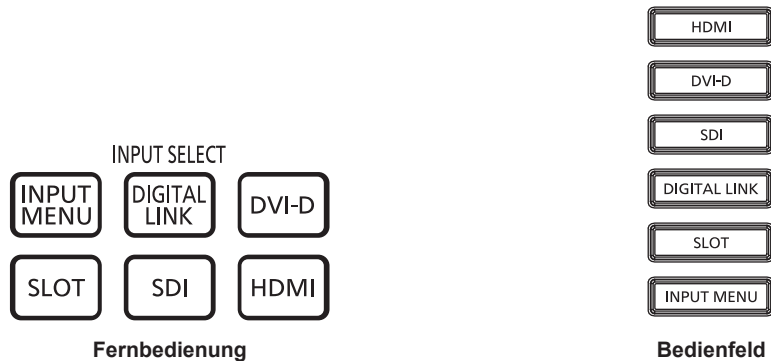 INPUT SELECT
INPUT
MENU
DIGITAL
LINK
DVI-D
SLOT
SDI
HDMI
Fernbedienung
HDMI
DVI-D
SDI
DIGITAL LINK
SLOT
INPUT MENU
Bedienfeld